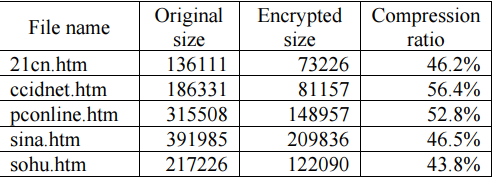 File name Original size Encrypted size Compression ratio
21cn.htm 136111 73226 46.2%
ccidnet.htm 186331 81157 56.4%
pconline.htm 315508 148957 52.8%
sina.htm 391985 209836 46.5%
sohu.htm 217226 122090 43.8%